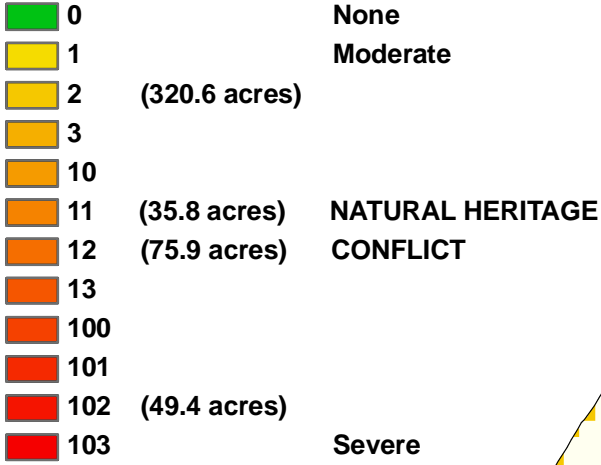 0 None
1 Moderate
2 (320.6 acres)
3
10
11 (35.8 acres) NATURAL HERITAGE
12 (75.9 acres) CONFLICT
13
100
101
102 (49.4 acres)
103 Severe